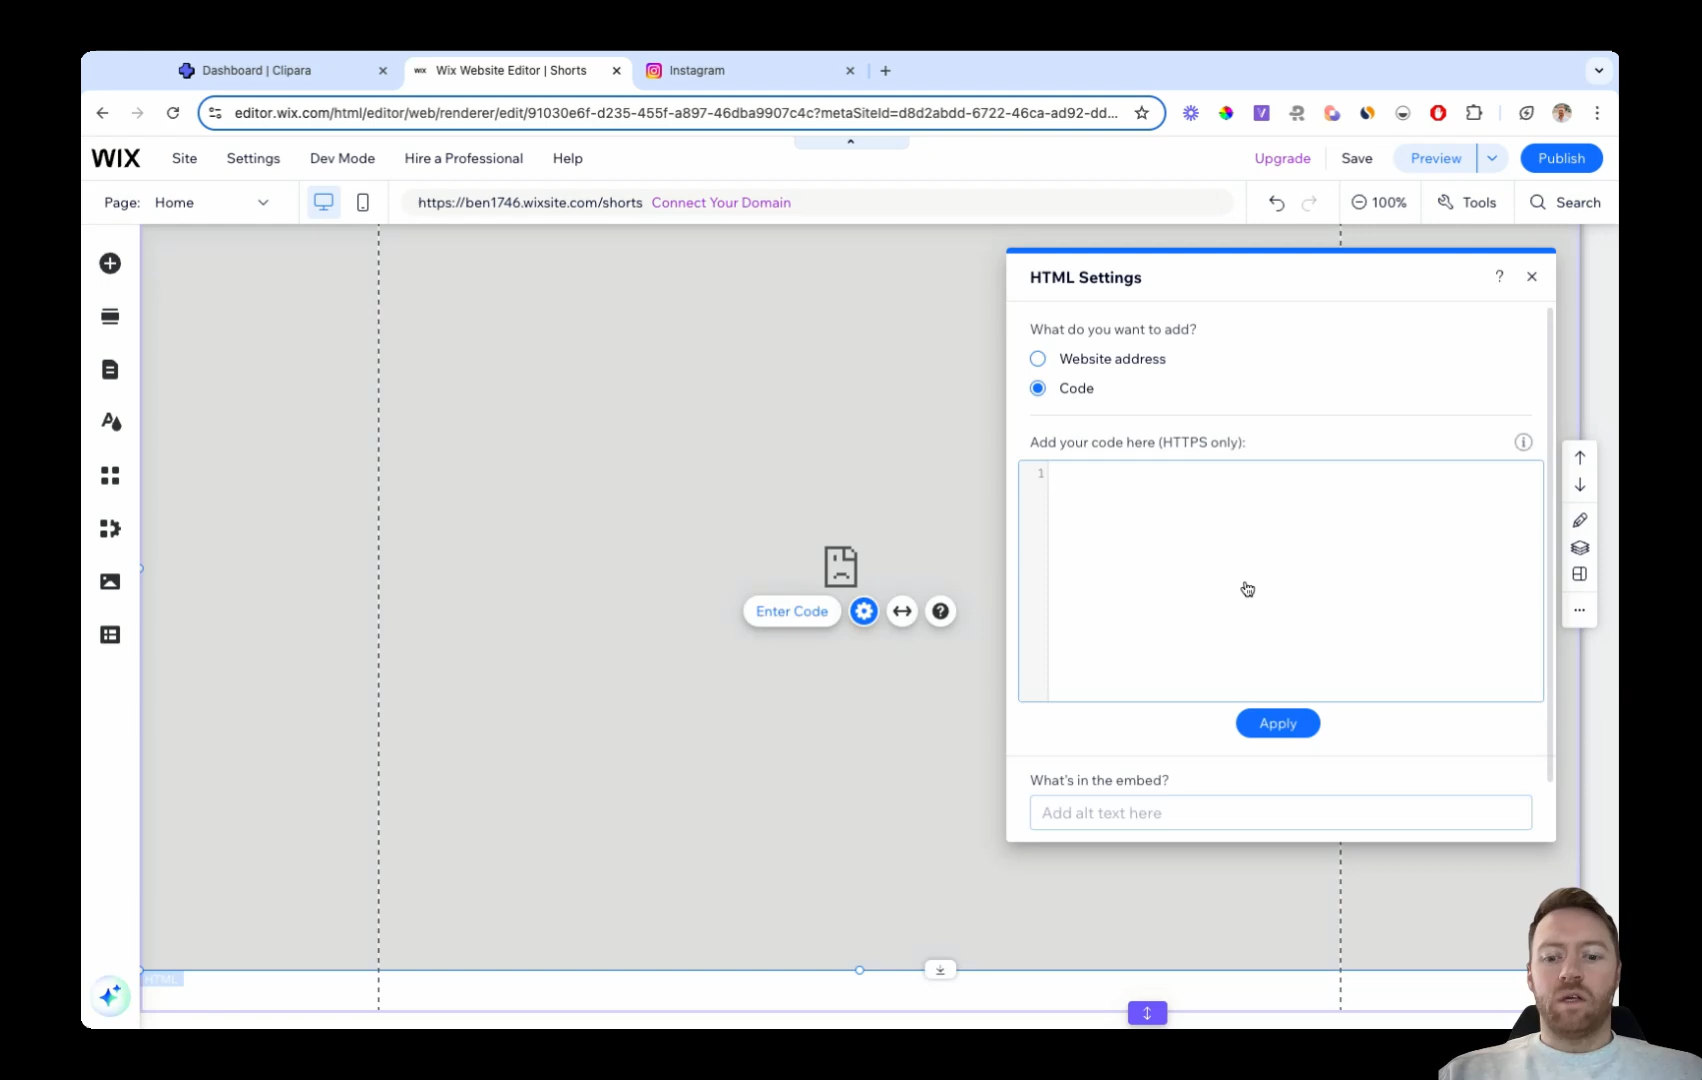 Dashboard | Clipara
WIX Wix Website Editor | Shorts
Instagram
editor.wix.com/html/editor/web/renderer/edit/91030e6f-d235-455f-a897-46dba9907c4c?metaSiteId=d8d2abdd-6722-46ca-ad92-dd...
WIX Site Settings Dev Mode Hire a Professional Help Upgrade Save Preview Publish
Page: Home https://ben1746.wixsite.com/shorts Connect Your Domain 100% Tools Search
HTML Settings ?
What do you want to add?
Website address
Code
Add your code here (HTTPS only):
1
Enter Code
Apply
What's in the embed?
Add alt text here
HTML